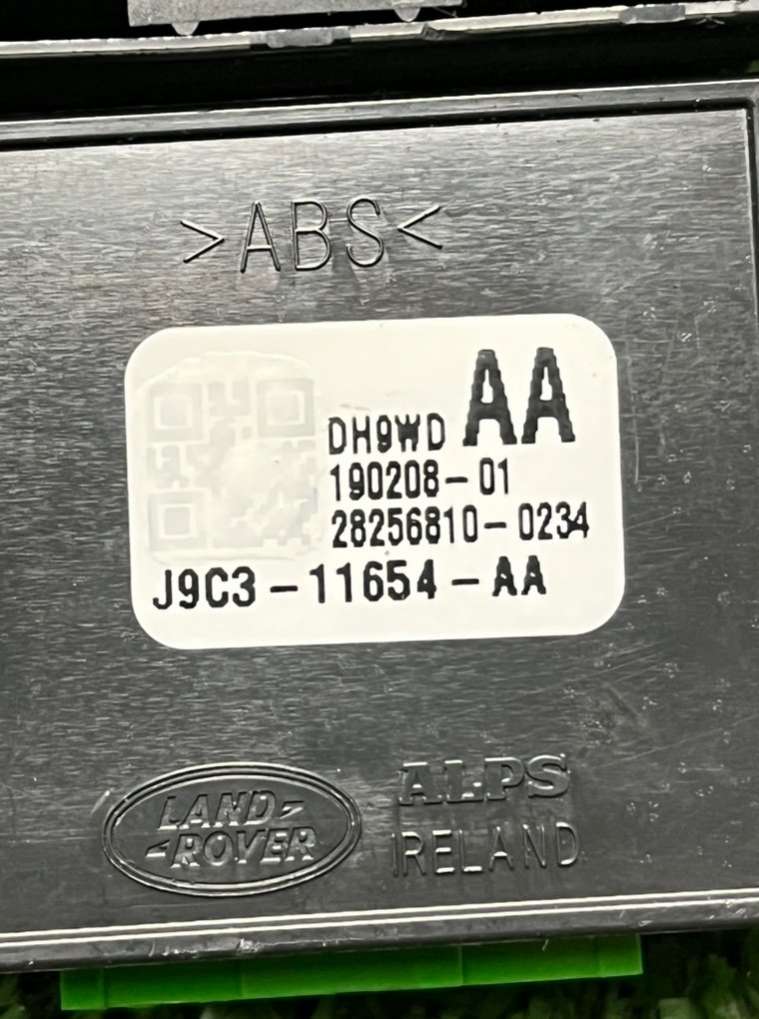 >ABS<
DH9WD AA
190208-01
28256810-0234
J9C3-11654-AA
LAND-
-ROVER
ALPS
IRELAND